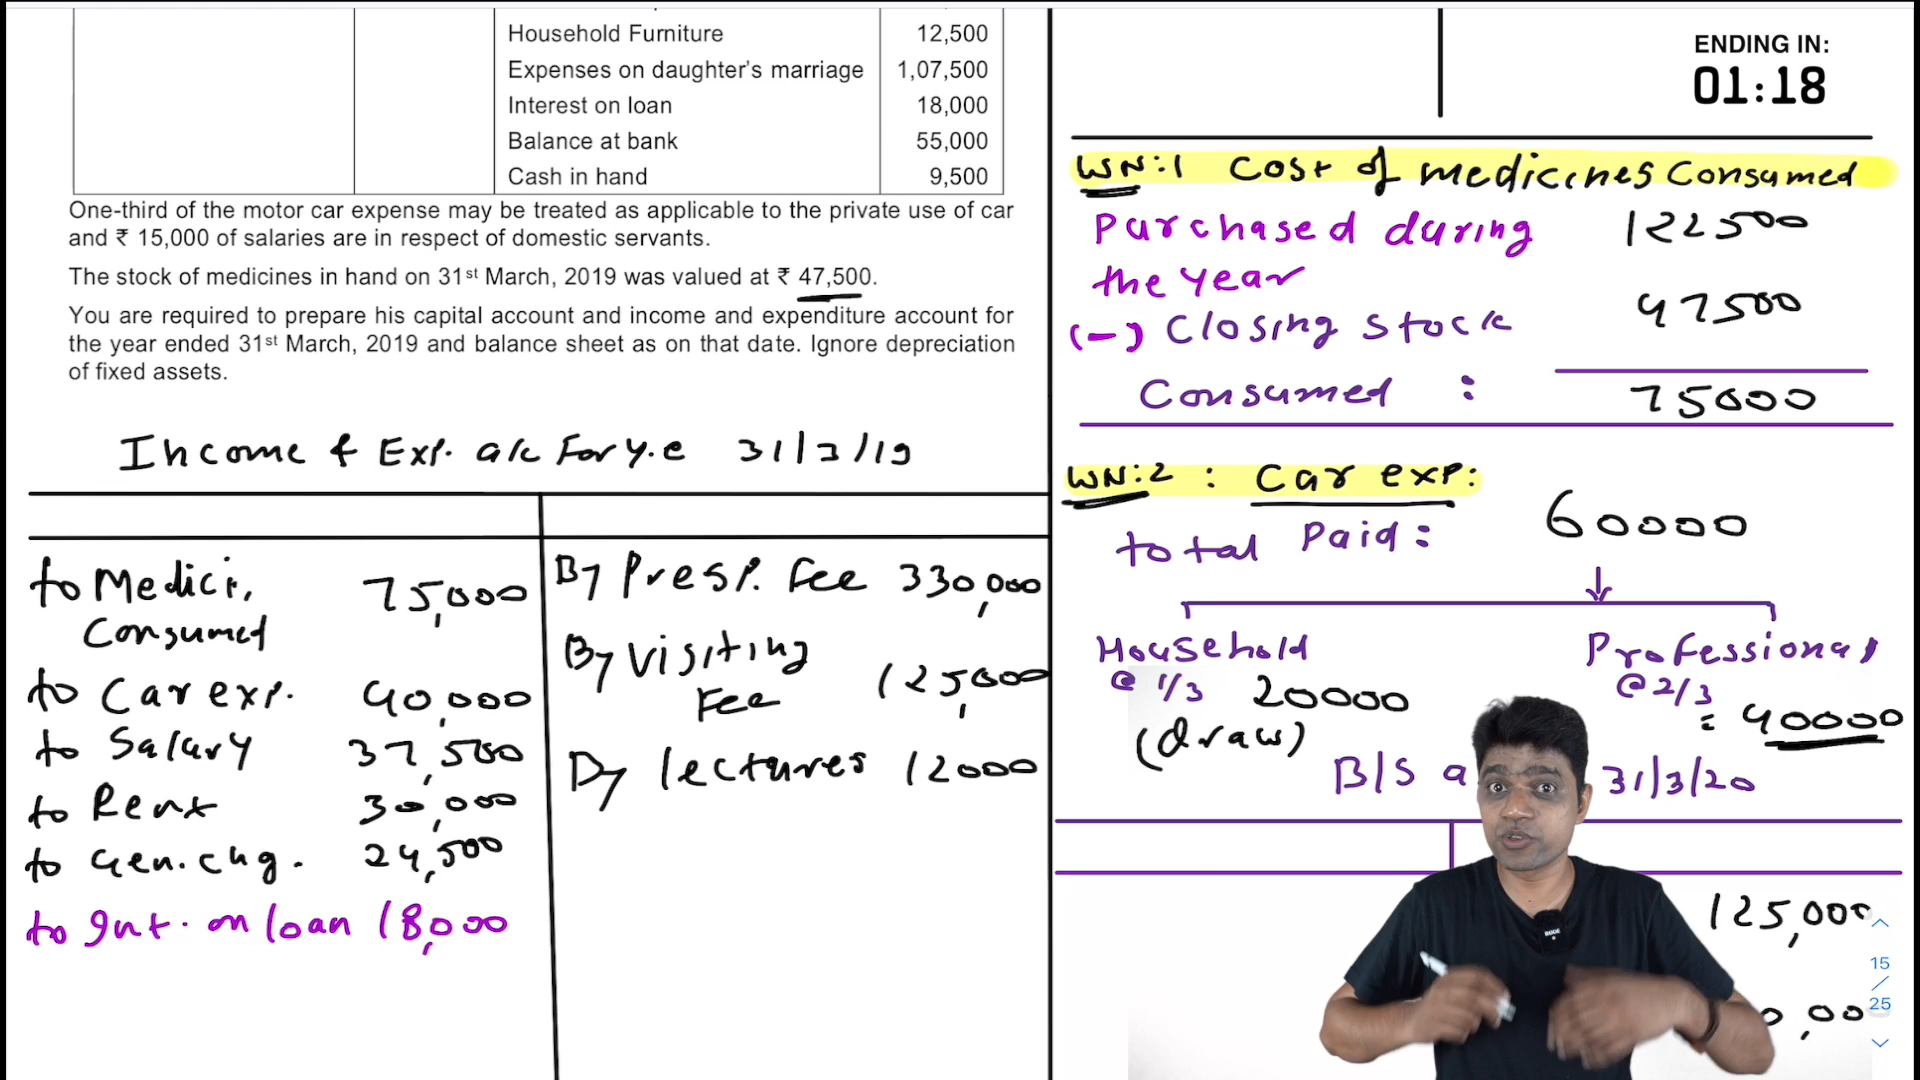 Household Furniture 12,500
Expenses on daughter's marriage 1,07,500
Interest on loan 18,000
Balance at bank 55,000
Cash in hand 9,500
One-third of the motor car expense may be treated as applicable to the private use of car
and ₹ 15,000 of salaries are in respect of domestic servants.
The stock of medicines in hand on 31st March, 2019 was valued at ₹ 47,500.
You are required to prepare his capital account and income and expenditure account for
the year ended 31st March, 2019 and balance sheet as on that date. Ignore depreciation
of fixed assets.
Income & Exp. a/c For y.e 31/3/19
to Medici.
Consumed 75,000
to Car exp. 40,000
to Salary 37,500
to Rent 30,000
to Gen. chg. 24,500
to Int. on loan 18,000
By Presp. Fee 330,000
By Visiting
Fee 125,000
By lectures 12000
ENDING IN:
01:18
WN:1 Cost of medicines Consumed
Purchased during 122500
the year
(-) Closing stock 47500
Consumed : 75000
WN:2 : Car exp:
total Paid: 60000
Household Professional
@ 1/3 20000 @ 2/3
(draw) = 40000
B/S a 31/3/20
125,000
15
/
25